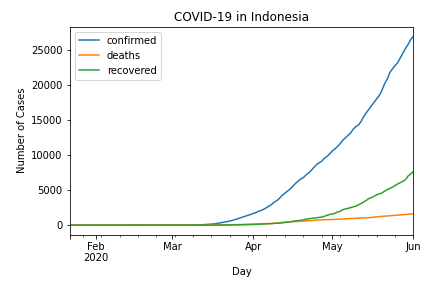 COVID-19 in Indonesia
confirmed
deaths
recovered
Number of Cases
25000
20000
15000
10000
5000
0
Feb
2020
Mar
Apr
May
Jun
Day